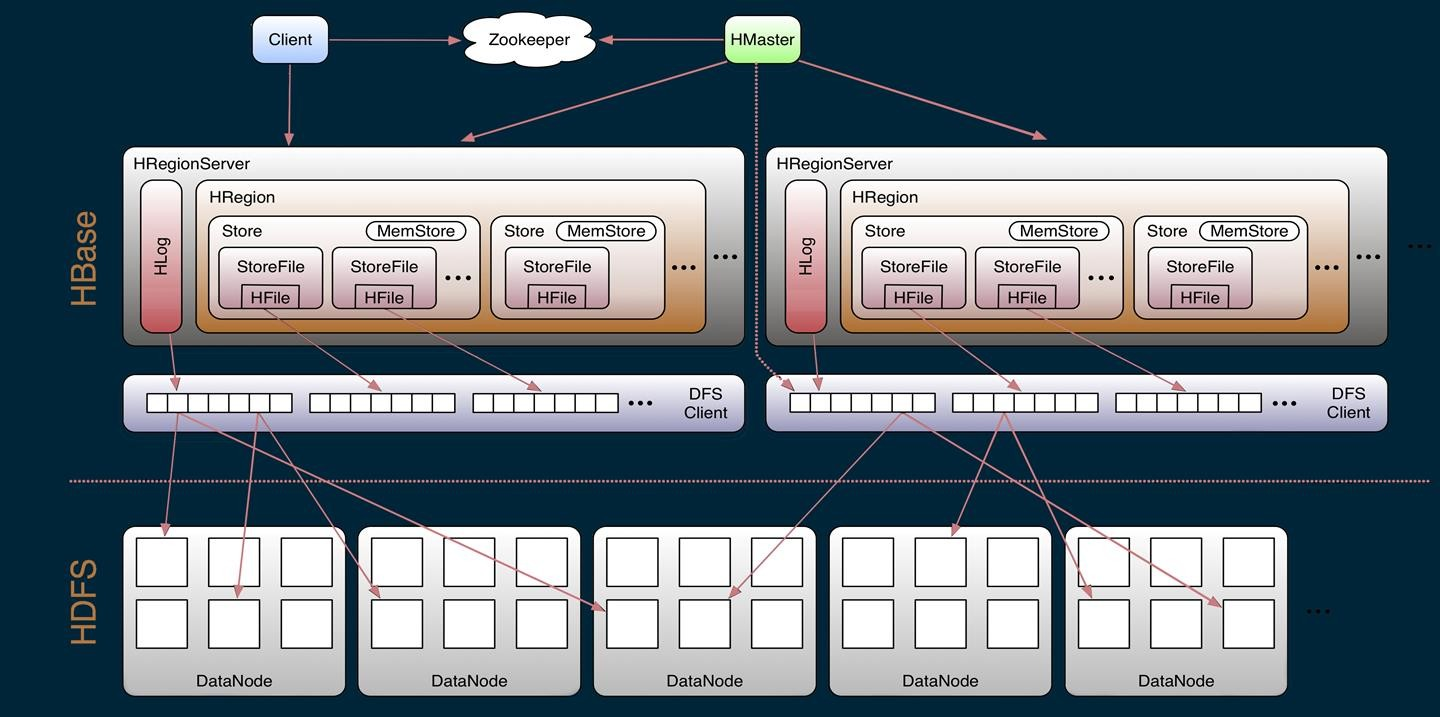 Client
Zookeeper
HMaster
HBase
HRegionServer
HLog
HRegion
Store
MemStore
StoreFile
HFile
StoreFile
HFile
...
Store
MemStore
StoreFile
HFile
...
...
HRegionServer
HLog
HRegion
Store
MemStore
StoreFile
HFile
StoreFile
HFile
...
Store
MemStore
StoreFile
HFile
...
...
...
...
DFS
Client
...
DFS
Client
HDFS
DataNode
DataNode
DataNode
DataNode
DataNode
...